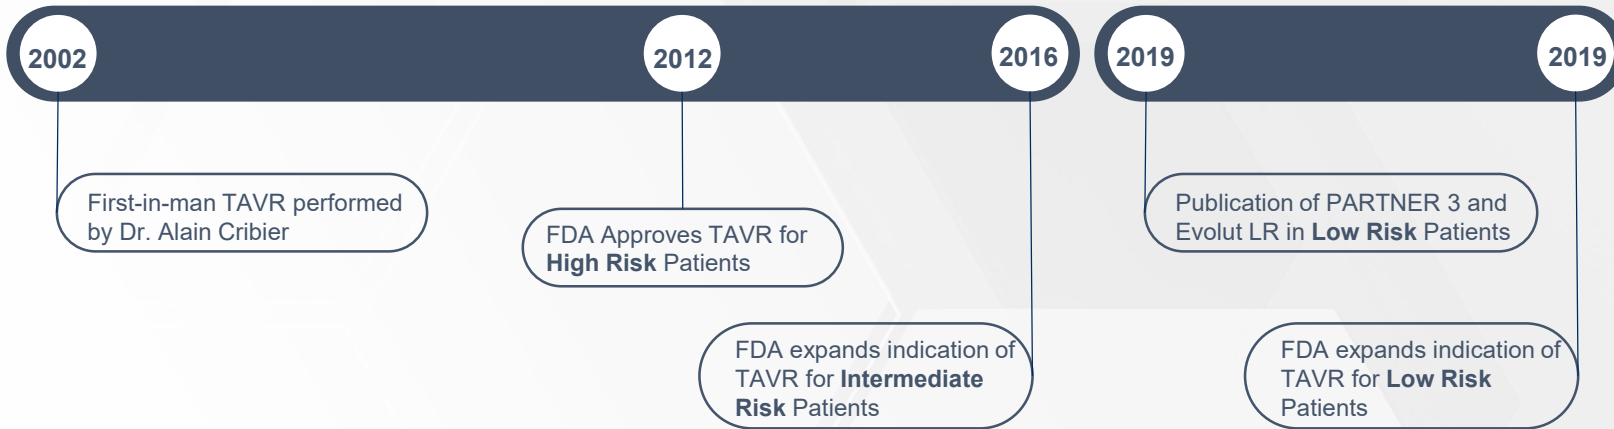 2002
2012
2016
2019
2019
First-in-man TAVR performed
by Dr. Alain Cribier
FDA Approves TAVR for
High Risk Patients
FDA expands indication of
TAVR for Intermediate
Risk Patients
Publication of PARTNER 3 and
Evolut LR in Low Risk Patients
FDA expands indication of
TAVR for Low Risk
Patients